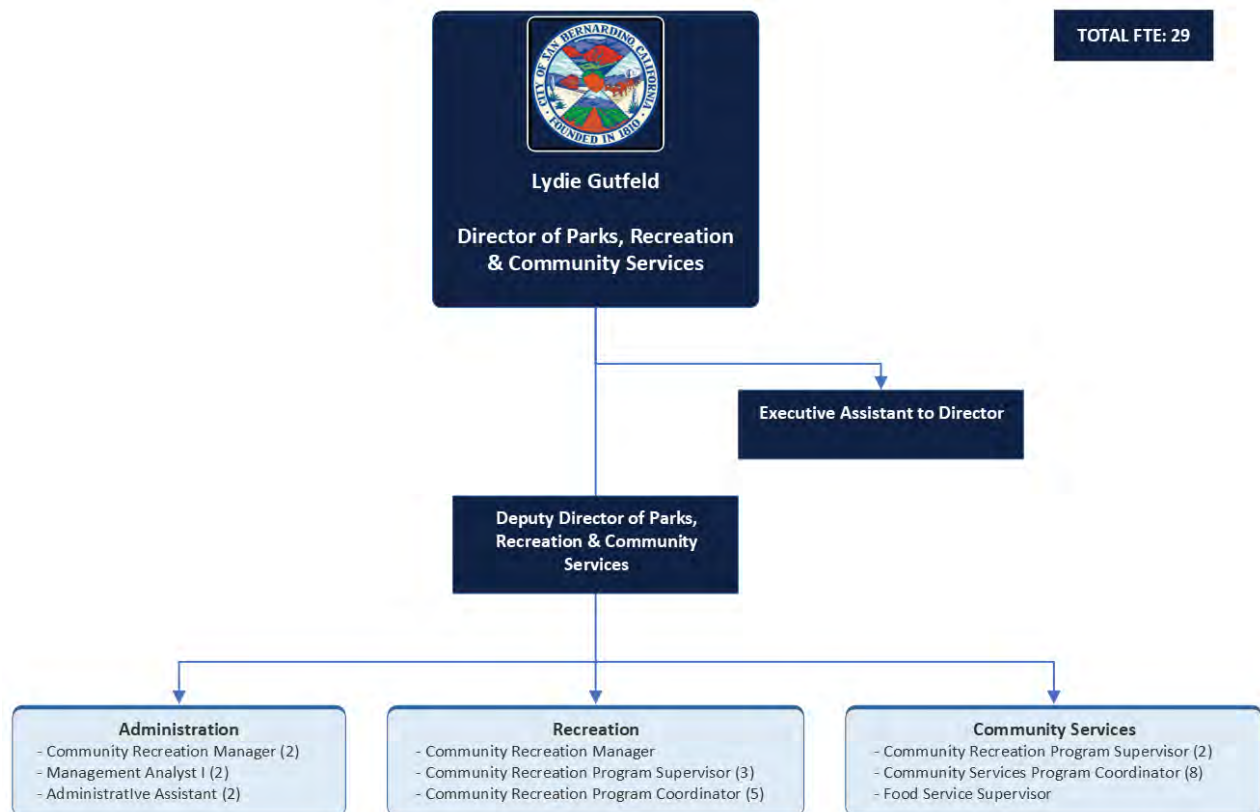 TOTAL FTE: 29
CITY OF SAN BERNARDINO, CALIFORNIA
FOUNDED IN 1810
Lydie Gutfeld
Director of Parks, Recreation
& Community Services
Executive Assistant to Director
Deputy Director of Parks,
Recreation & Community
Services
Administration
- Community Recreation Manager (2)
- Management Analyst I (2)
- Administrative Assistant (2)
Recreation
- Community Recreation Manager
- Community Recreation Program Supervisor (3)
- Community Recreation Program Coordinator (5)
Community Services
- Community Recreation Program Supervisor (2)
- Community Services Program Coordinator (8)
- Food Service Supervisor